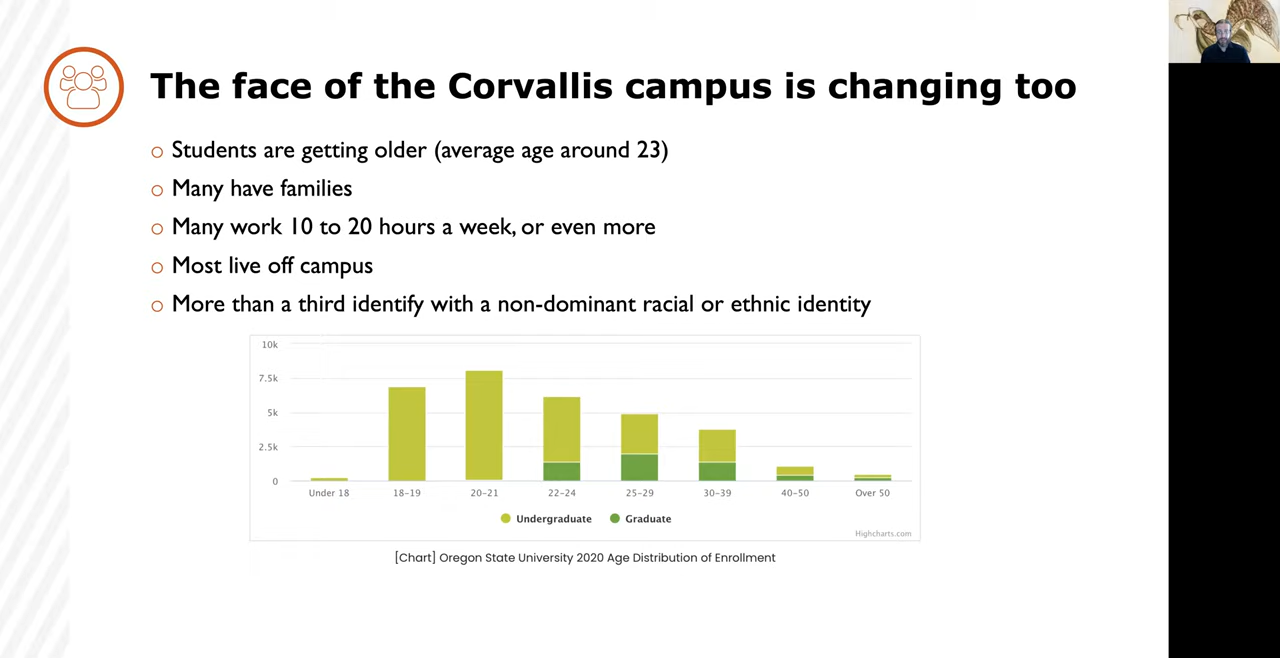 The face of the Corvallis campus is changing too
o Students are getting older (average age around 23)
o Many have families
o Many work 10 to 20 hours a week, or even more
o Most live off campus
o More than a third identify with a non-dominant racial or ethnic identity
10k
7.5k
5k
2.5k
0
Under 18 18-19 20-21 22-24 25-29 30-39 40-50 Over 50
Undergraduate Graduate
Highcharts.com
[Chart] Oregon State University 2020 Age Distribution of Enrollment